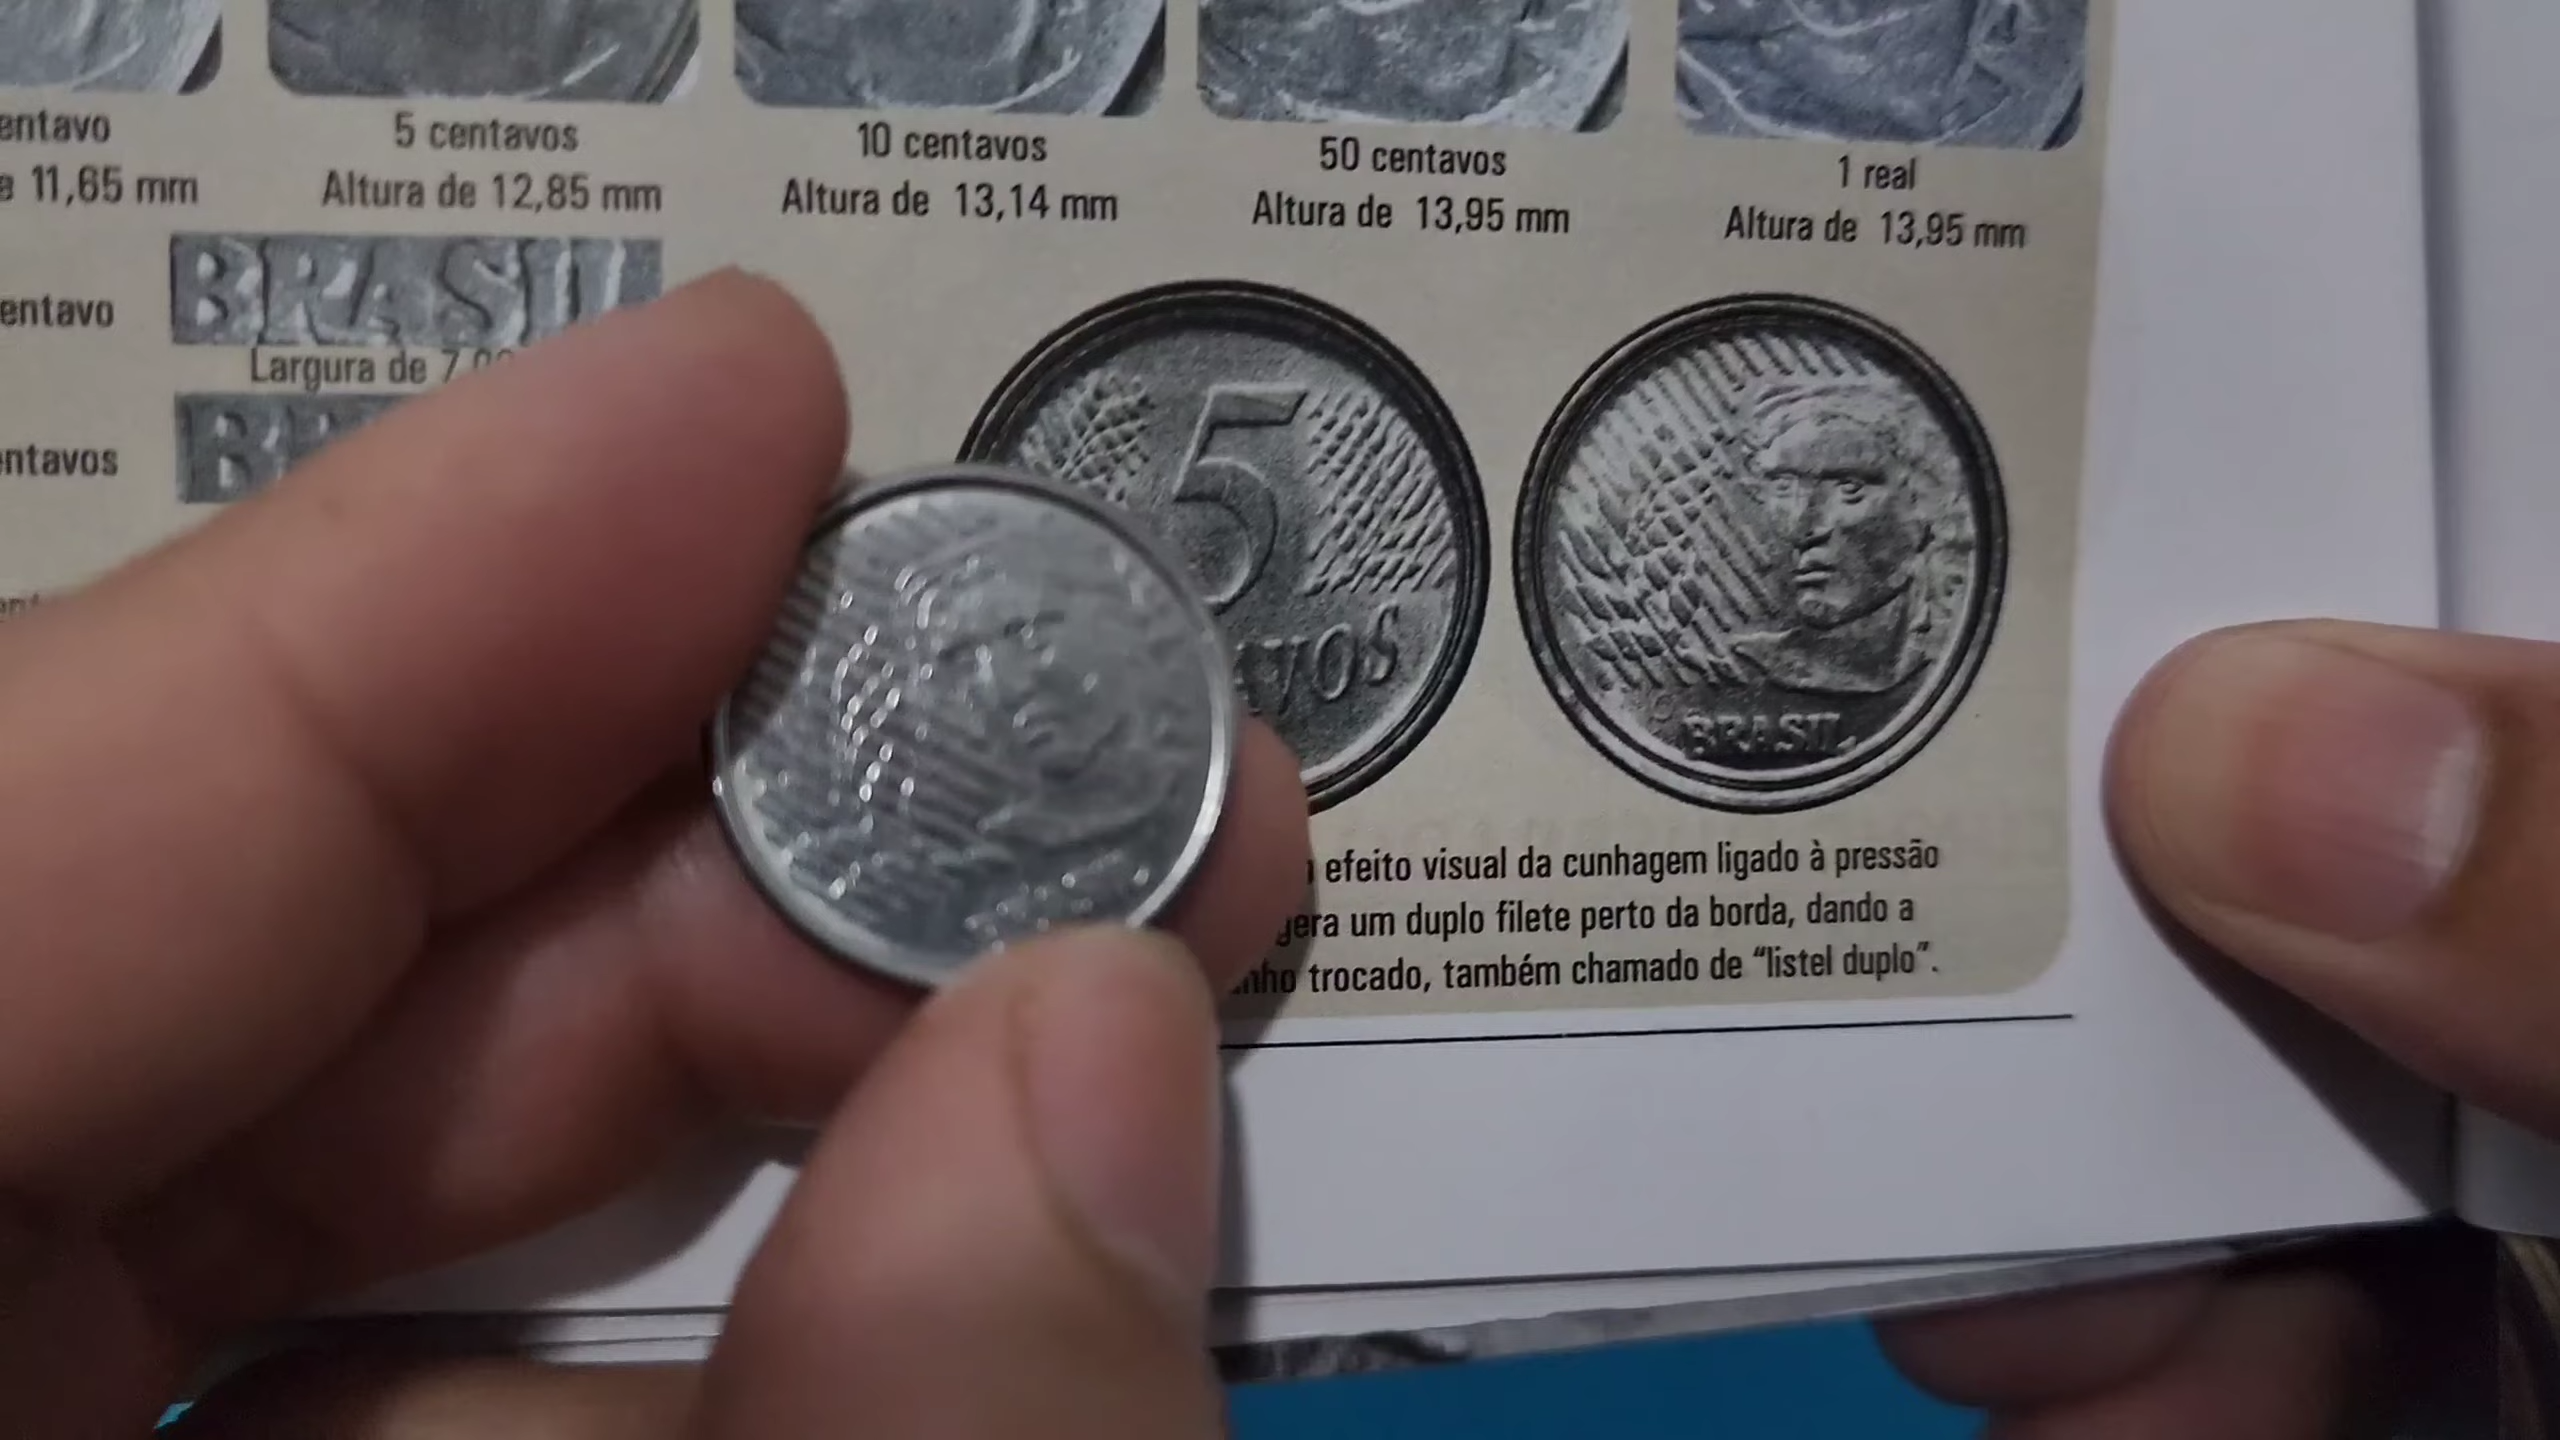 entavo
5 centavos
10 centavos
50 centavos
1 real
11,65 mm
Altura de 12,85 mm
Altura de 13,14 mm
Altura de 13,95 mm
Altura de 13,95 mm
BRASIL
entavo
Largura de 7
entavos
5
AVOS
BRASIL
efeito visual da cunhagem ligado à pressão
gera um duplo filete perto da borda, dando a
trocado, também chamado de “listel duplo”.